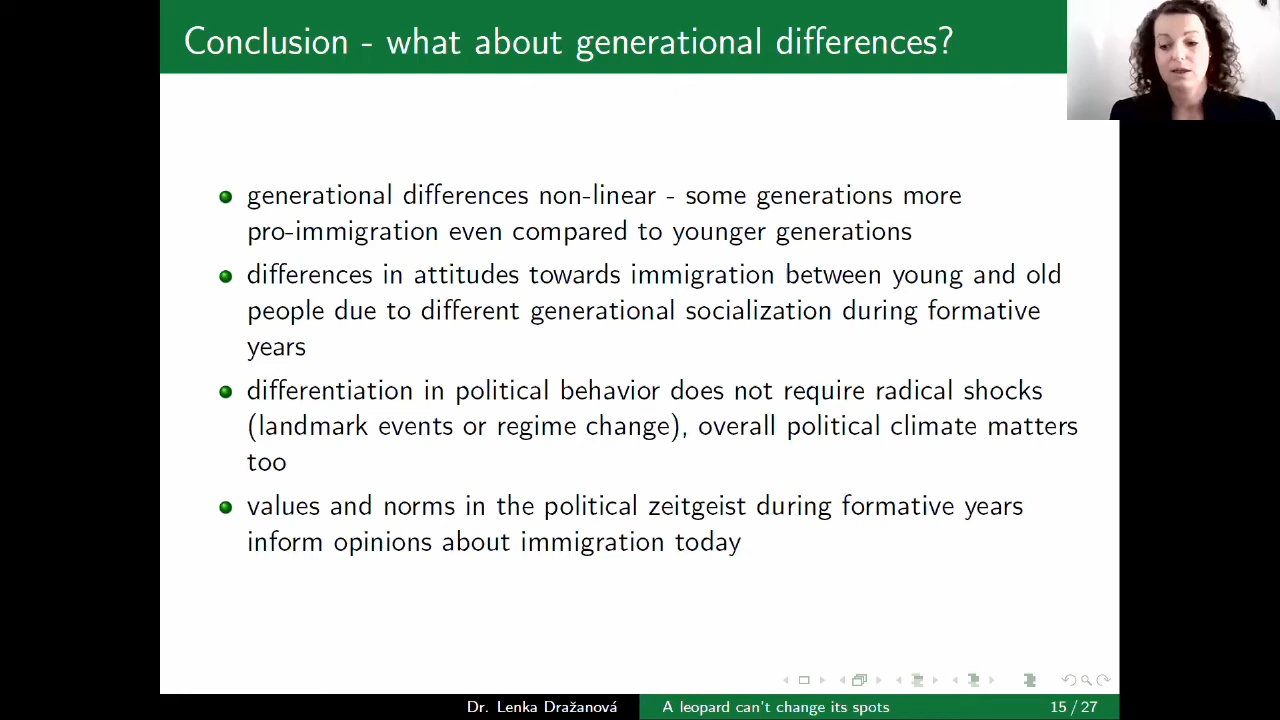 Conclusion - what about generational differences?
generational differences non-linear - some generations more
pro-immigration even compared to younger generations
differences in attitudes towards immigration between young and old
people due to different generational socialization during formative
years
differentiation in political behavior does not require radical shocks
(landmark events or regime change), overall political climate matters
too
values and norms in the political zeitgeist during formative years
inform opinions about immigration today
Dr. Lenka Dražanová
A leopard can't change its spots
15 / 27